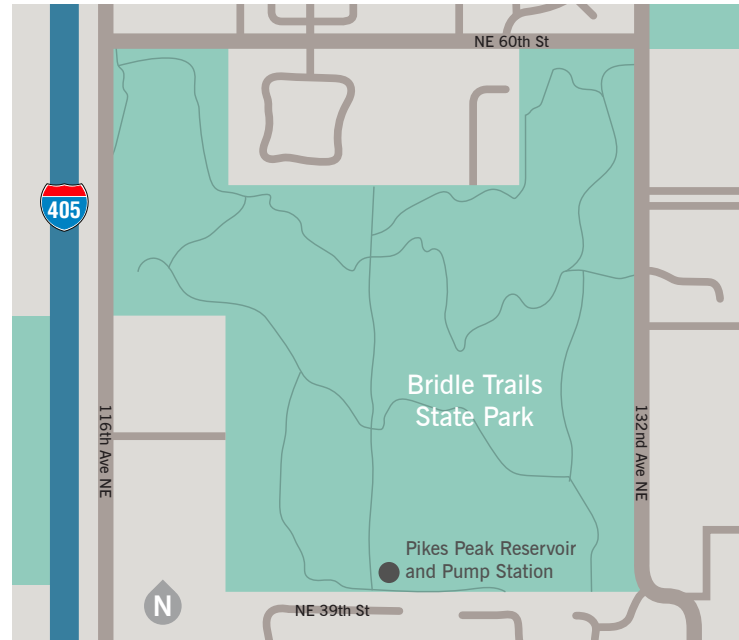 NE 60th St
405
Bridle Trails
State Park
116th Ave NE
132nd Ave NE
Pikes Peak Reservoir
and Pump Station
N
NE 39th St